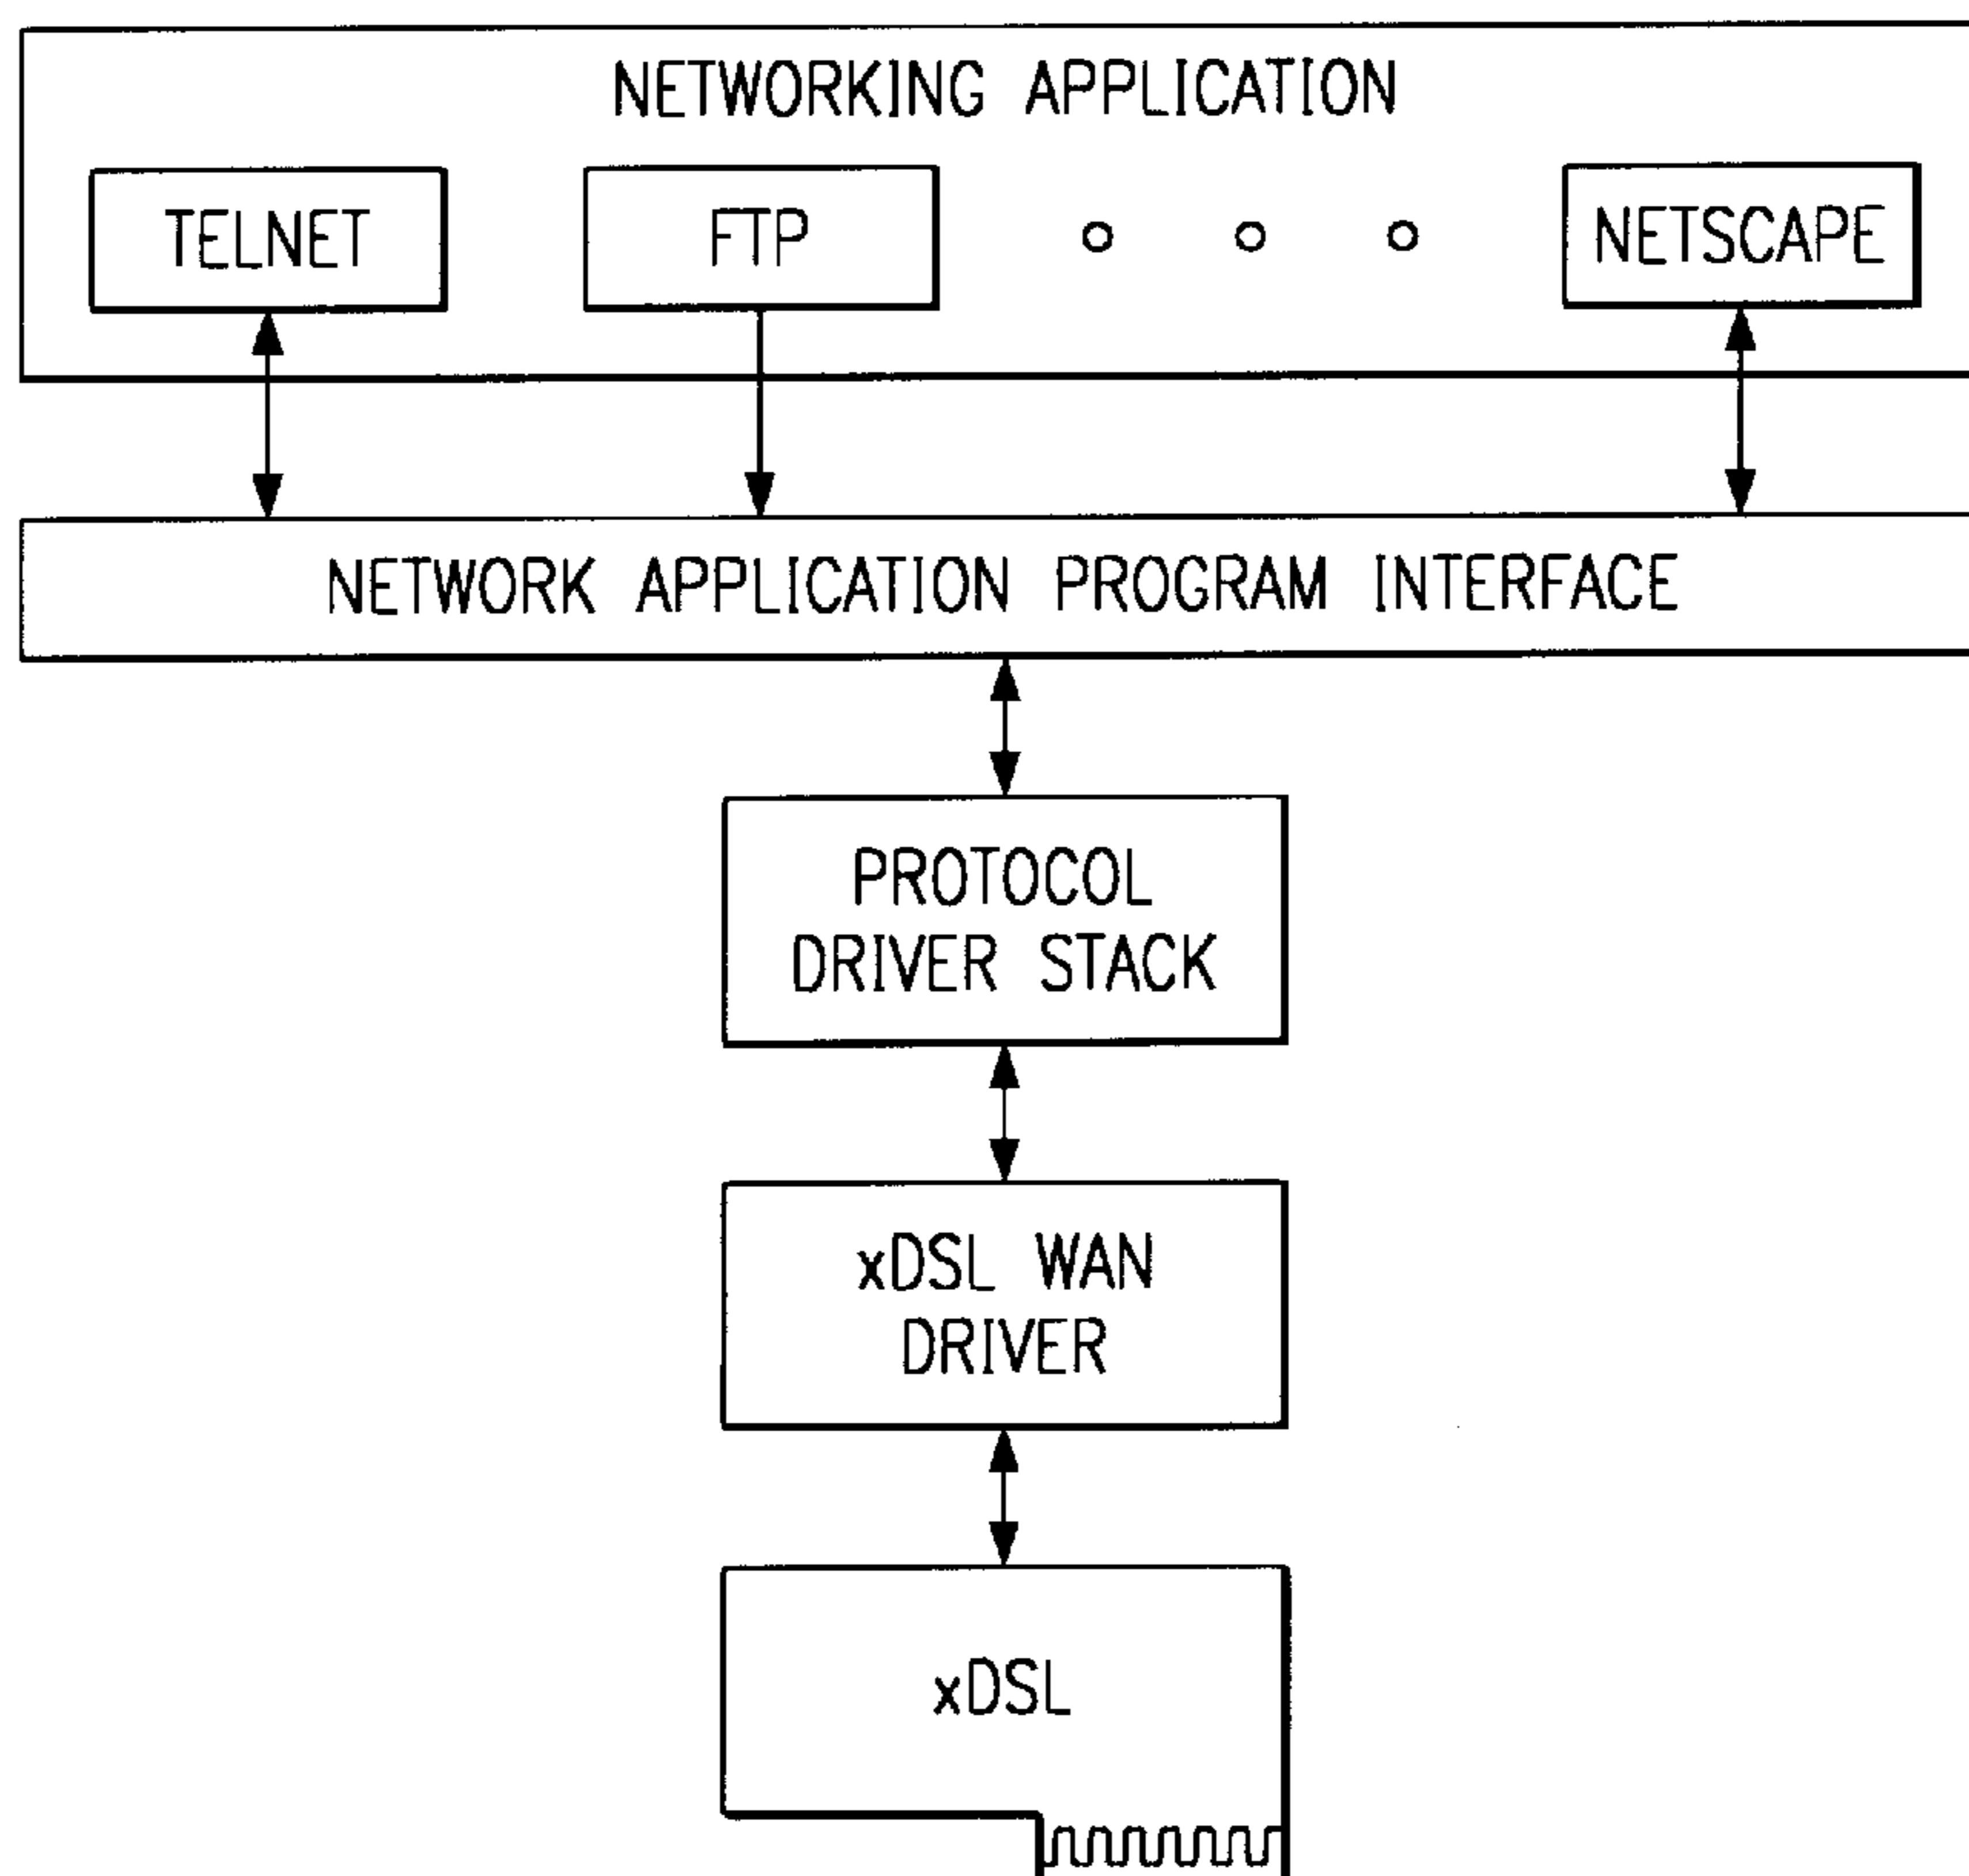 NETWORKING APPLICATION
TELNET
FTP
NETSCAPE
NETWORK APPLICATION PROGRAM INTERFACE
PROTOCOL
DRIVER STACK
xDSL WAN
DRIVER
xDSL